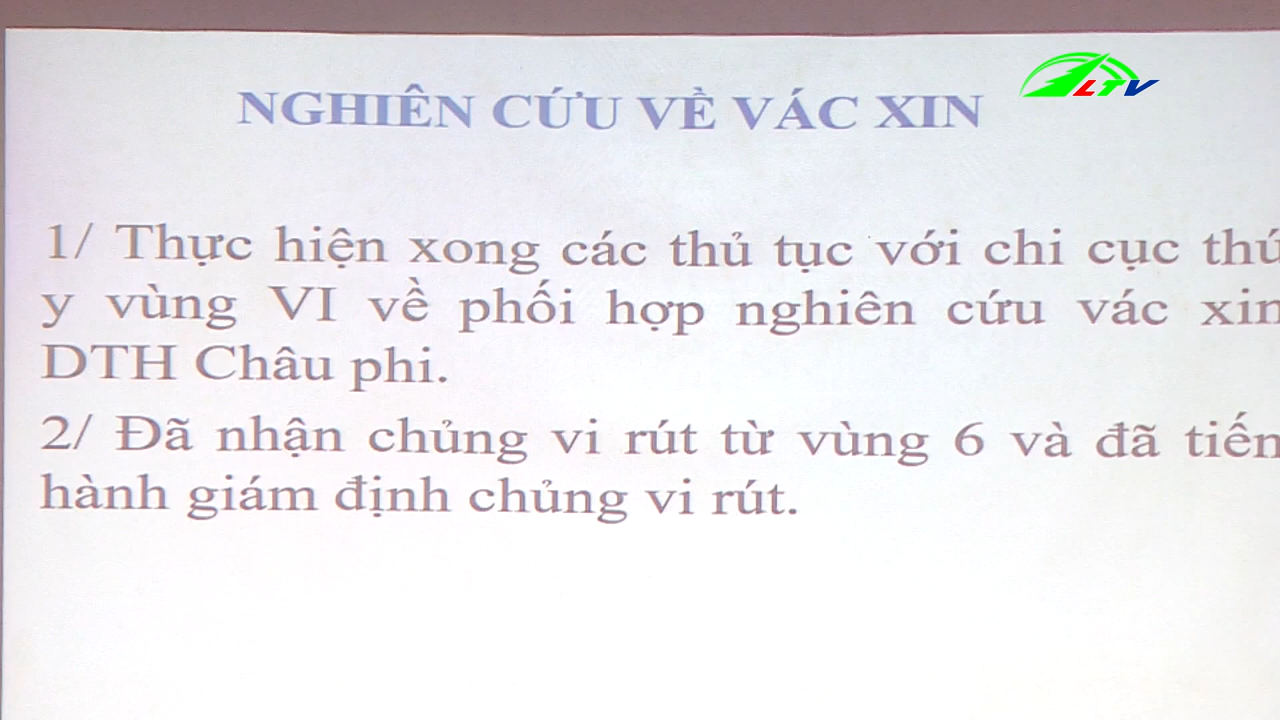 LTV
NGHIÊN CỨU VỀ VÁC XIN
1/ Thực hiện xong các thủ tục với chi cục thú
y vùng VI về phối hợp nghiên cứu vác xin
DTH Châu phi.
2/ Đã nhận chủng vi rút từ vùng 6 và đã tiến
hành giám định chủng vi rút.